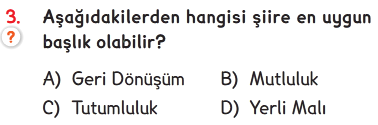 3. Aşağıdakilerden hangisi şiire en uygun
? başlık olabilir?
A) Geri Dönüşüm B) Mutluluk
C) Tutumluluk D) Yerli Malı